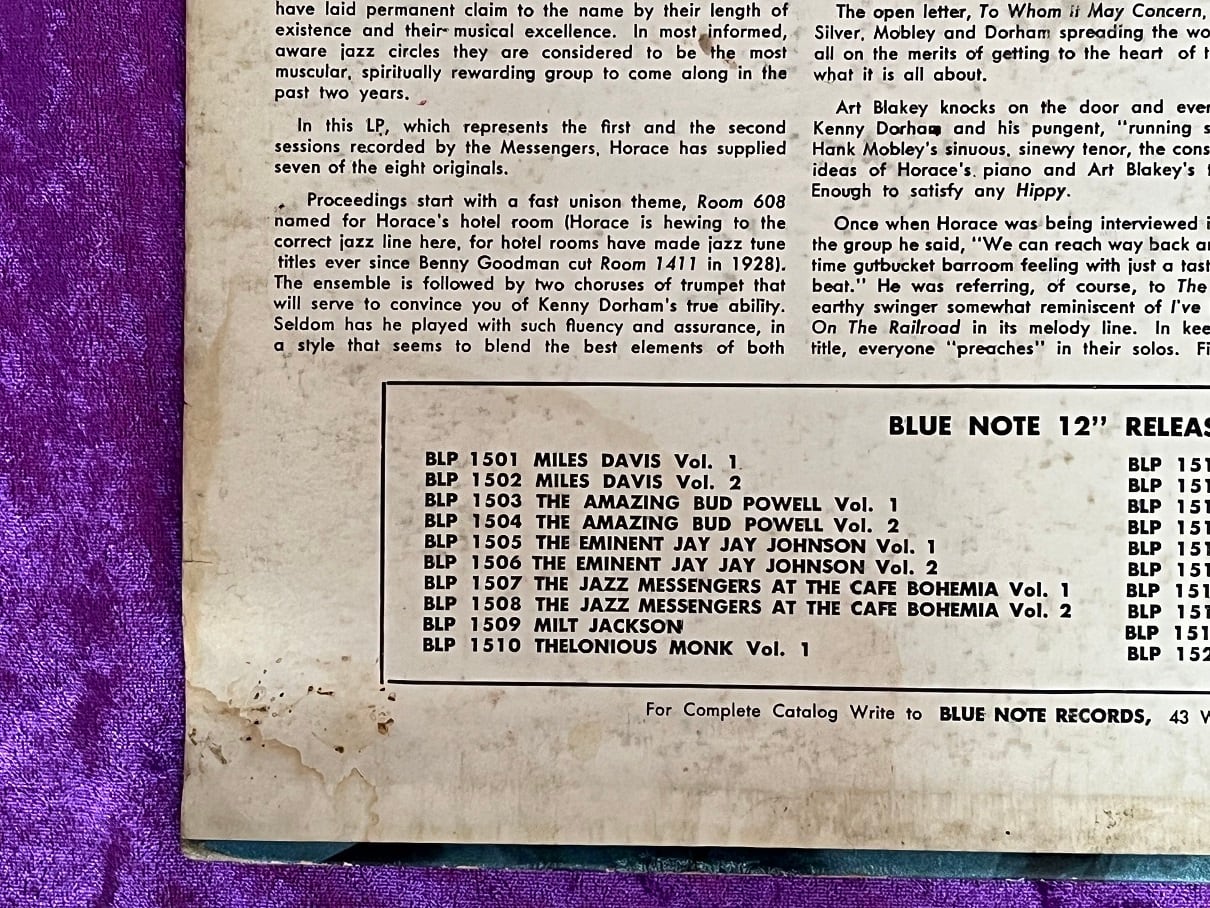 have laid permanent claim to the name by their length of
existence and their musical excellence. In most informed,
aware jazz circles they are considered to be the most
muscular, spiritually rewarding group to come along in the
past two years.
In this LP, which represents the first and the second
sessions recorded by the Messengers, Horace has supplied
seven of the eight originals.
Proceedings start with a fast unison theme, Room 608
named for Horace's hotel room (Horace is hewing to the
correct jazz line here, for hotel rooms have made jazz tune
titles ever since Benny Goodman cut Room 1411 in 1928).
The ensemble is followed by two choruses of trumpet that
will serve to convince you of Kenny Dorham's true ability.
Seldom has he played with such fluency and assurance, in
a style that seems to blend the best elements of both
The open letter, To Whom it May Concern,
Silver, Mobley and Dorham spreading the
all on the merits of getting to the heart of
what it is all about.
Art Blakey knocks on the door and
Kenny Dorham and his pungent, "running
Hank Mobley's sinuous, sinewy tenor, the
ideas of Horace's piano and Art Blakey's
Enough to satisfy any Hippy.
Once when Horace was being interviewed
the group he said, "We can reach way back
time gutbucket barroom feeling with just a
beat." He was referring, of course, to The
earthy swinger somewhat reminiscent of I've
On The Railroad in its melody line. In
title, everyone "preaches" in their solos.
BLUE NOTE 12"
BLP 1501 MILES DAVIS Vol. 1
BLP 1502 MILES DAVIS Vol. 2
BLP 1503 THE AMAZING BUD POWELL Vol. 1
BLP 1504 THE AMAZING BUD POWELL Vol. 2
BLP 1505 THE EMINENT JAY JAY JOHNSON Vol. 1
BLP 1506 THE EMINENT JAY JAY JOHNSON Vol. 2
BLP 1507 THE JAZZ MESSENGERS AT THE CAFE BOHEMIA Vol. 1
BLP 1508 THE JAZZ MESSENGERS AT THE CAFE BOHEMIA Vol. 2
BLP 1509 MILT JACKSON
BLP 1510 THELONIOUS MONK Vol. 1
BLP
BLP
BLP
BLP
BLP
BLP
BLP
BLP
BLP
For Complete Catalog Write to BLUE NOTE RECORDS, 43